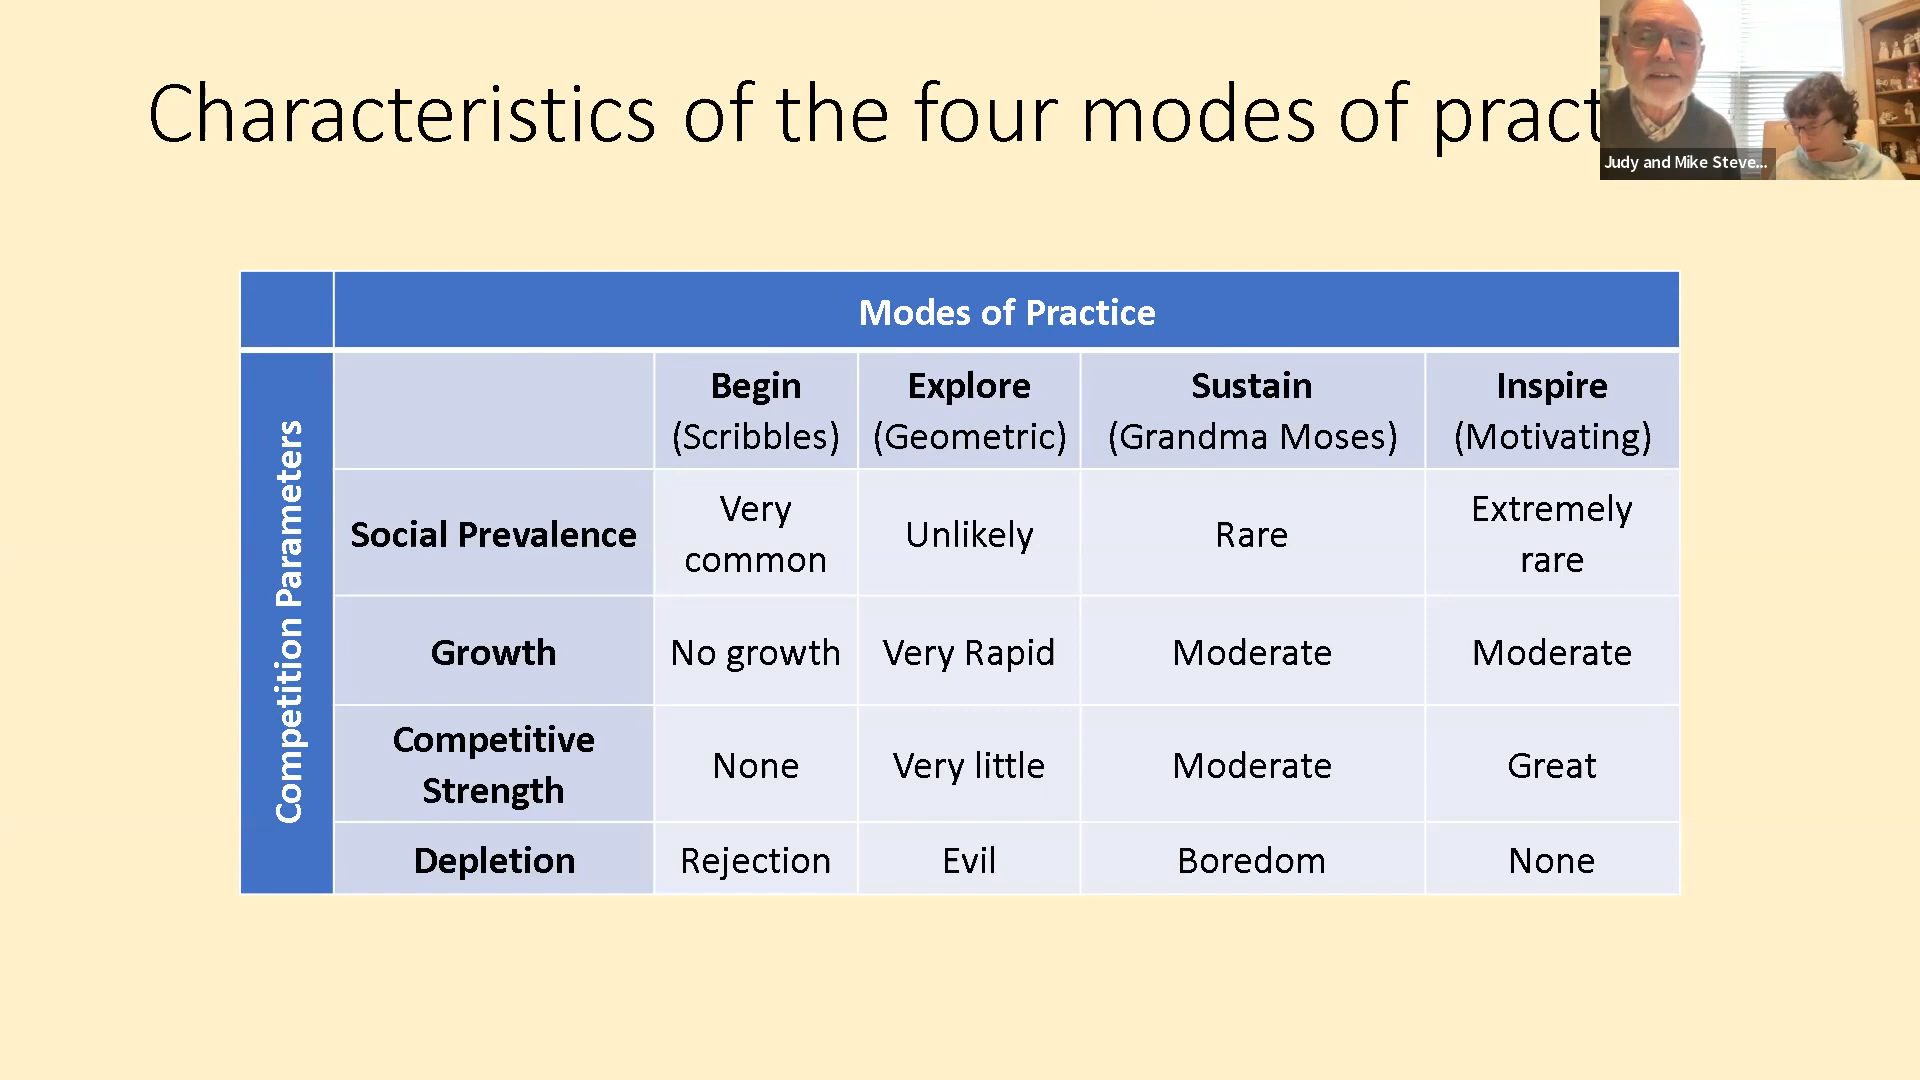 Characteristics of the four modes of pract
Judy and Mike Steve...
Modes of Practice
Competition Parameters
Begin
(Scribbles)
Explore
(Geometric)
Sustain
(Grandma Moses)
Inspire
(Motivating)
Social Prevalence
Very
common
Unlikely
Rare
Extremely
rare
Growth
No growth
Very Rapid
Moderate
Moderate
Competitive
Strength
None
Very little
Moderate
Great
Depletion
Rejection
Evil
Boredom
None